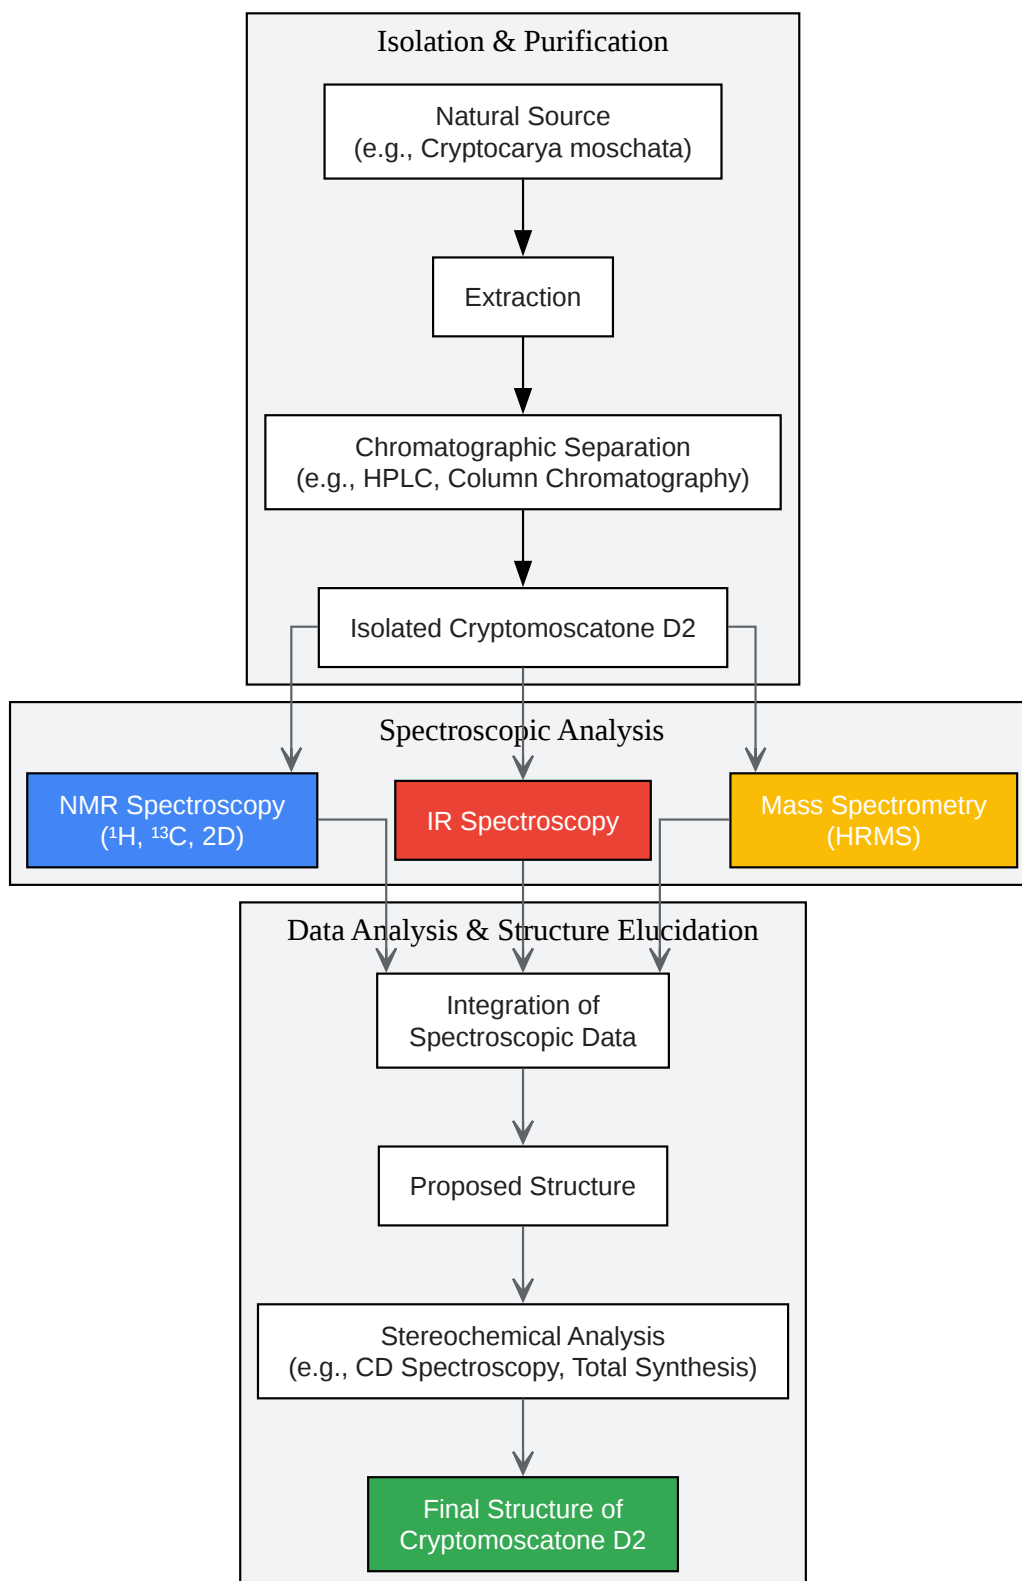 Isolation & Purification
Natural Source
(e.g., Cryptocarya moschata)
Extraction
Chromatographic Separation
(e.g., HPLC, Column Chromatography)
Isolated Cryptomoscatone D2
Spectroscopic Analysis
NMR Spectroscopy
(¹H, ¹³C, 2D)
IR Spectroscopy
Mass Spectrometry
(HRMS)
Data Analysis & Structure Elucidation
Integration of
Spectroscopic Data
Proposed Structure
Stereochemical Analysis
(e.g., CD Spectroscopy, Total Synthesis)
Final Structure of
Cryptomoscatone D2